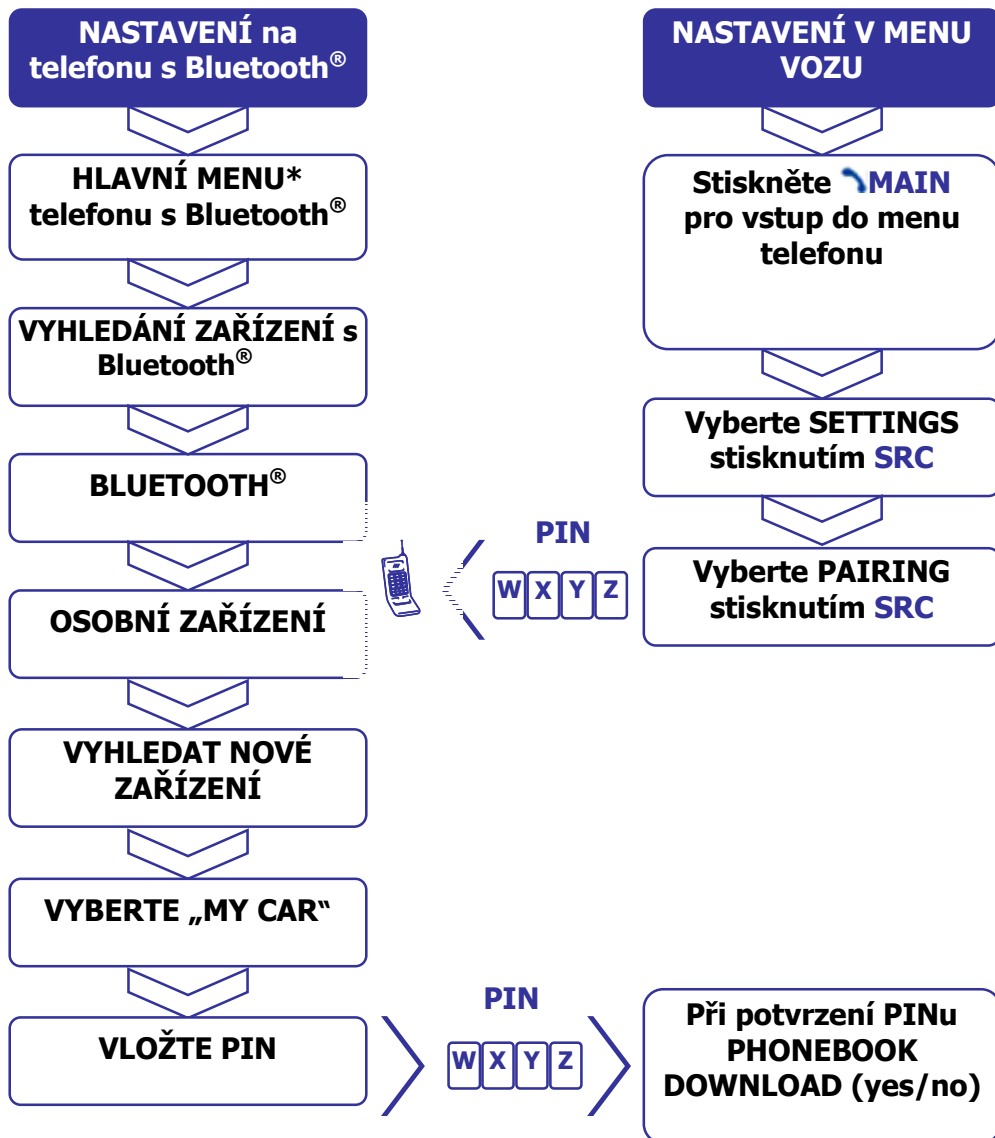 NASTAVENÍ na
telefonu s Bluetooth®
HLAVNÍ MENU*
telefonu s Bluetooth®
VYHLEDÁNÍ ZAŘÍZENÍ s
Bluetooth®
BLUETOOTH®
OSOBNÍ ZAŘÍZENÍ
VYHLEDAT NOVÉ
ZAŘÍZENÍ
VYBERTE „MY CAR“
VLOŽTE PIN
NASTAVENÍ V MENU
VOZU
Stiskněte MAIN
pro vstup do menu
telefonu
Vyberte SETTINGS
stisknutím SRC
Vyberte PAIRING
stisknutím SRC
PIN
W X Y Z
PIN
W X Y Z
Při potvrzení PINu
PHONEBOOK
DOWNLOAD (yes/no)